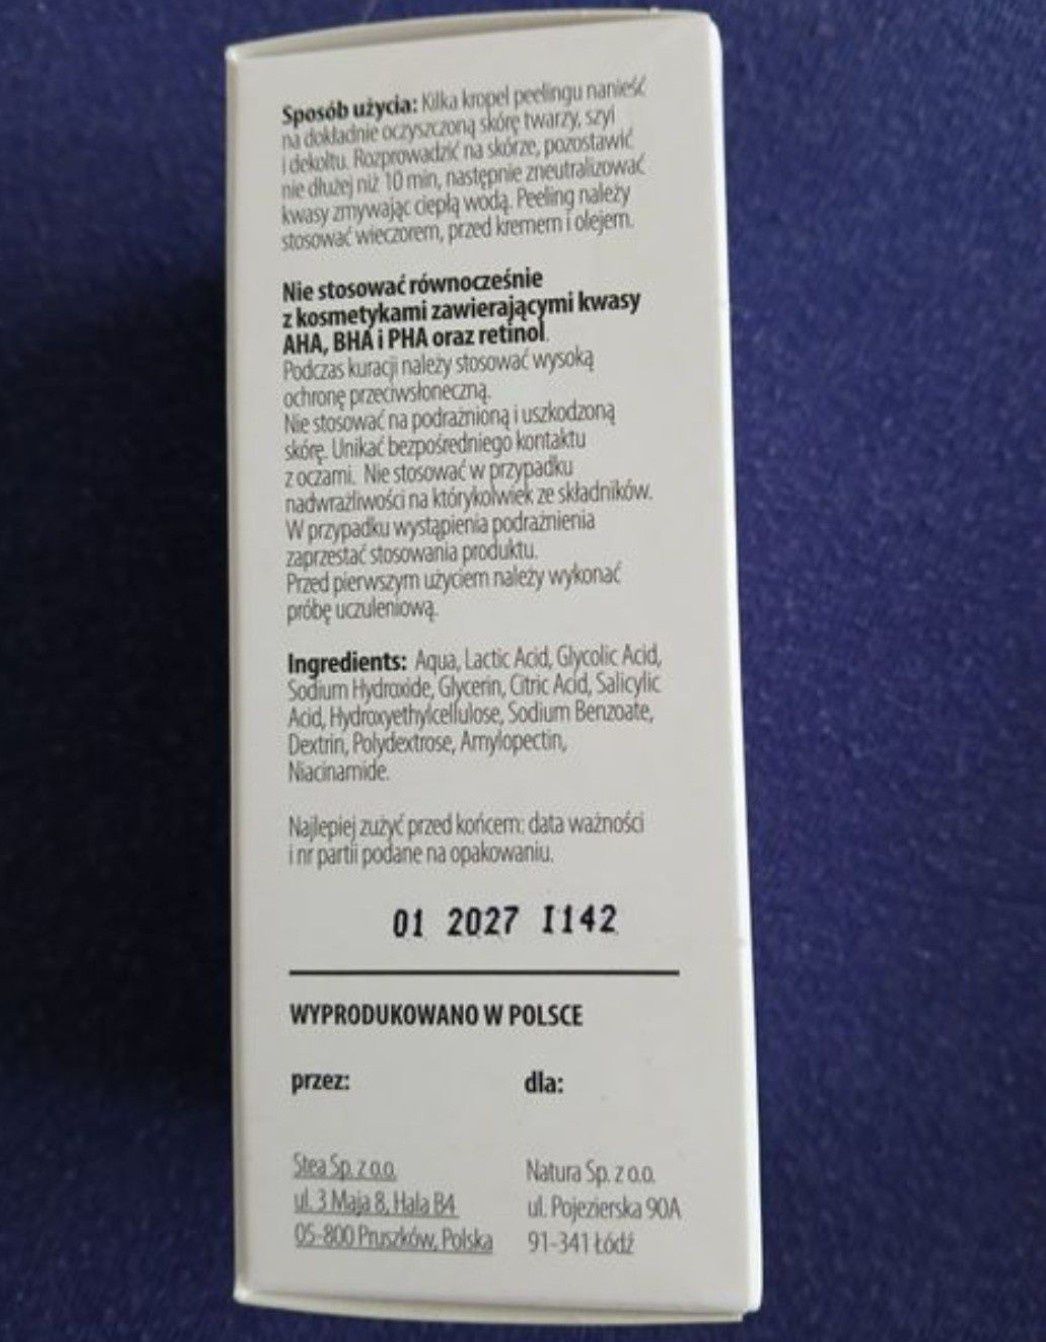 Sposób użycia: Kilka kropel peelingu nanieść
na dokładnie oczyszczoną skórę twarzy, szyi
i dekoltu. Rozprowadzić na skórze, pozostawić
nie dłużej niż 10 min, następnie zneutralizować
kwasy zmywając ciepłą wodą. Peeling należy
stosować wieczorem, przed kremem i olejem.
Nie stosować równocześnie
z kosmetykami zawierającymi kwasy
AHA, BHA i PHA oraz retinol.
Podczas kuracji należy stosować wysoką
ochronę przeciwsłoneczną.
Nie stosować na podrażnioną i uszkodzoną
skórę. Unikać bezpośredniego kontaktu
z oczami. Nie stosować w przypadku
nadwrażliwości na którykolwiek ze składników.
W przypadku wystąpienia podrażnienia
zaprzestać stosowania produktu.
Przed pierwszym użyciem należy wykonać
próbę uczuleniową.
Ingredients: Aqua, Lactic Acid, Glycolic Acid,
Sodium Hydroxide, Glycerin, Citric Acid, Salicylic
Acid, Hydroxyethylcellulose, Sodium Benzoate,
Dextrin, Polydextrose, Amylopectin,
Niacinamide.
Najlepiej zużyć przed końcem: data ważności
i nr partii podane na opakowaniu.
01 2027 I142
WYPRODUKOWANO W POLSCE
przez:
Stea Sp. z o.o.
ul. 3 Maja 8, Hala B4
05-800 Pruszków, Polska
dla:
Natura Sp. z o.o.
ul. Pojezierska 90A
91-341 Łódź